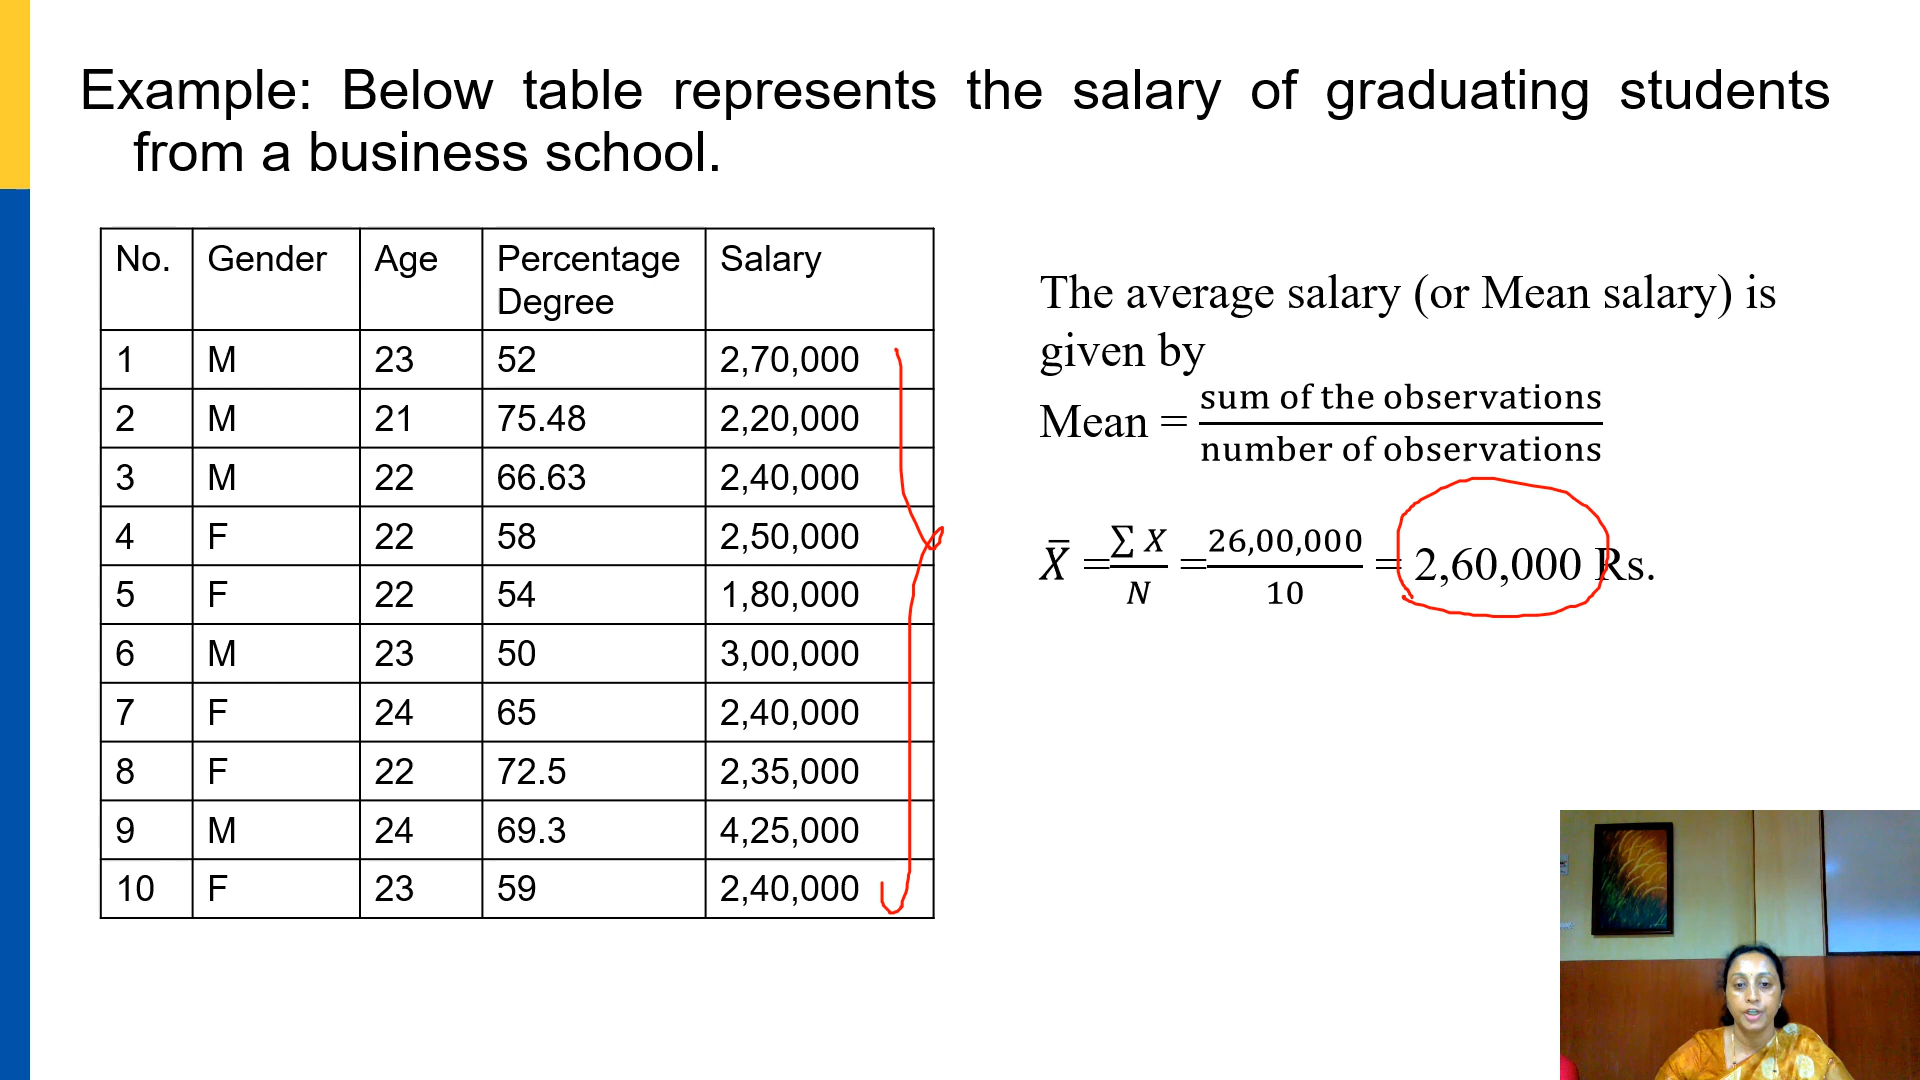 Example: Below table represents the salary of graduating students
from a business school.
No. Gender Age Percentage Degree Salary
1 M 23 52 2,70,000
2 M 21 75.48 2,20,000
3 M 22 66.63 2,40,000
4 F 22 58 2,50,000
5 F 22 54 1,80,000
6 M 23 50 3,00,000
7 F 24 65 2,40,000
8 F 22 72.5 2,35,000
9 M 24 69.3 4,25,000
10 F 23 59 2,40,000
The average salary (or Mean salary) is
given by
Mean = sum of the observations / number of observations
X̄ = ∑ X / N = 26,00,000 / 10 = 2,60,000 Rs.